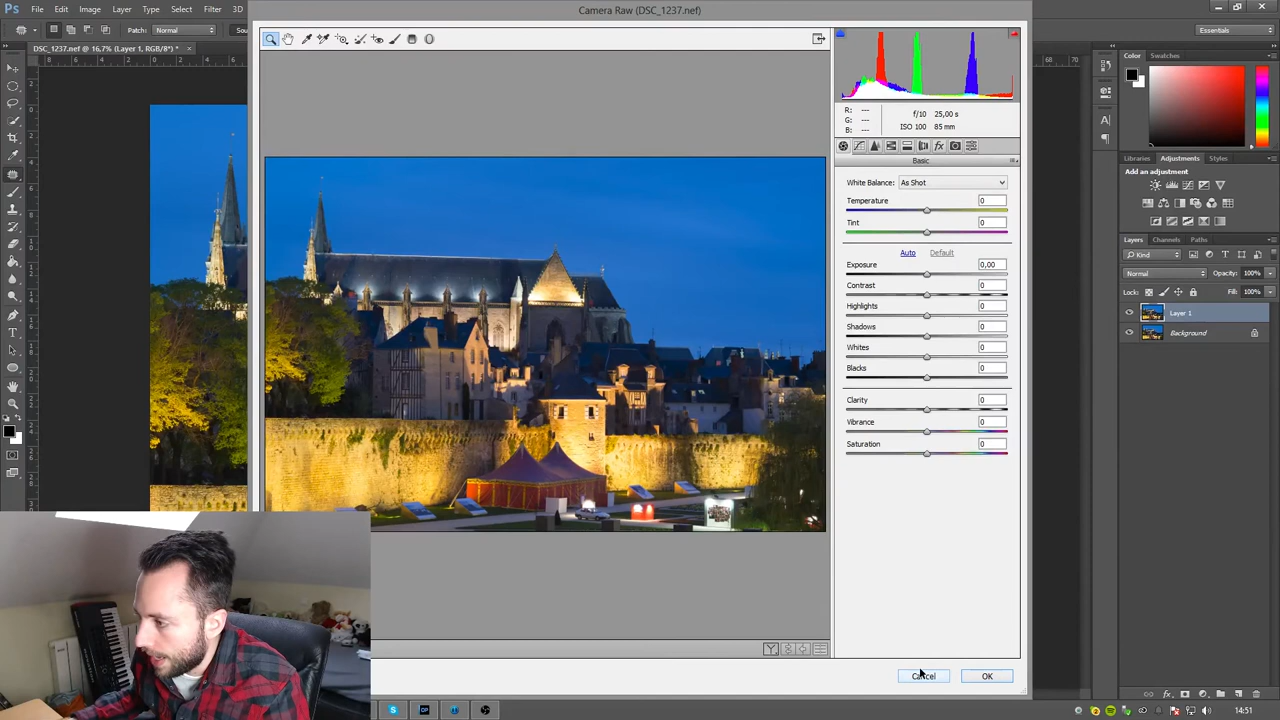 Camera Raw (DSC_1237.nef)
Ps File Edit Image Layer Type Select Filter 3D
Patch: Normal
Essentials
DSC_1237.nef @ 16,7% (Layer 1, RGB/8*) *
Basic
R: ---
G: ---
B: ---
f/10 25,00 s
ISO 100 85 mm
White Balance: As Shot
Temperature 0
Tint 0
Auto Default
Exposure 0,00
Contrast 0
Highlights 0
Shadows 0
Whites 0
Blacks 0
Clarity 0
Vibrance 0
Saturation 0
Cancel OK
Color Swatches
Libraries Adjustments Styles
Add an adjustment
Layers Channels Paths
Kind
Normal Opacity: 100%
Lock: Fill: 100%
Layer 1
Background
14:51